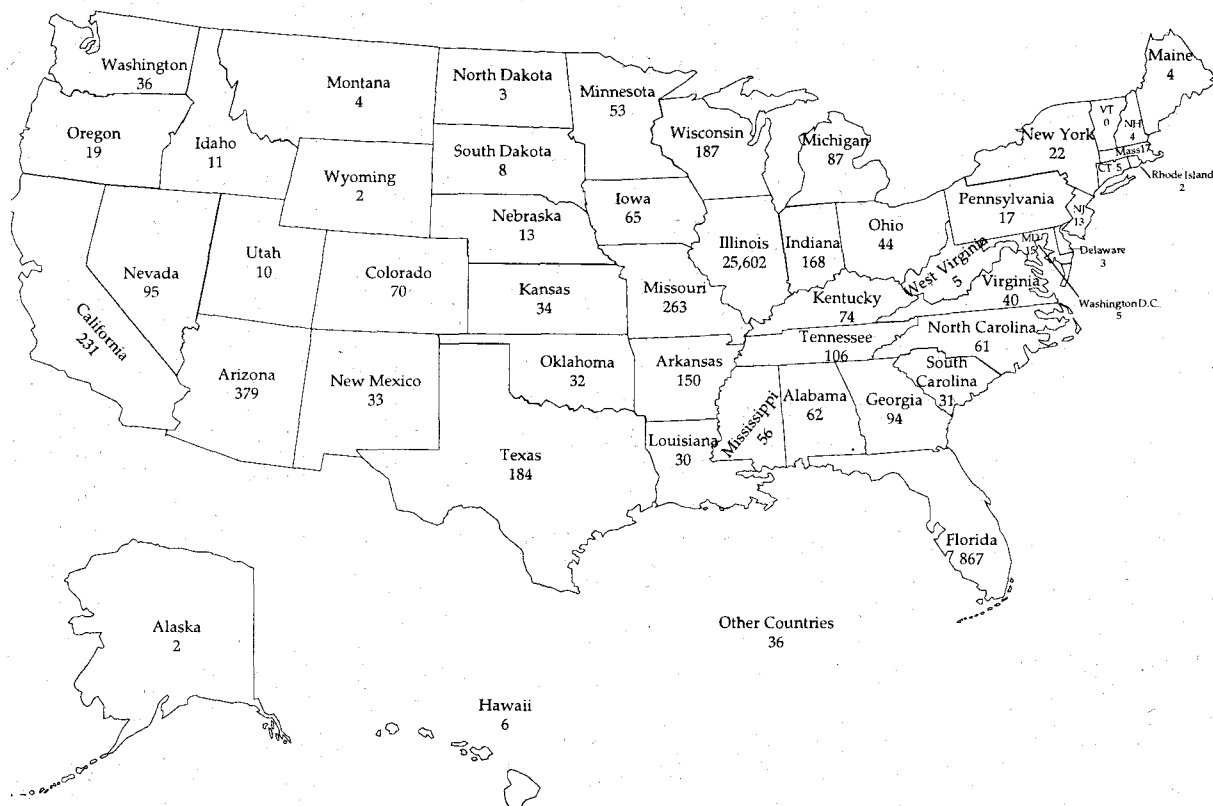 Washington
36
Oregon
19
Idaho
11
Montana
4
Wyoming
2
North Dakota
3
South Dakota
8
Nebraska
13
Minnesota
53
Iowa
65
Wisconsin
187
Michigan
87
Maine
4
VT
0
NH
4
Mass 17
New York
22
CT 5
Rhode Island
2
Pennsylvania
17
NJ
13
Delaware
3
Washington D.C.
5
Ohio
44
Indiana
168
Illinois
25,602
West Virginia
5
Virginia
40
Kentucky
74
Missouri
263
Kansas
34
Colorado
70
Utah
10
Nevada
95
California
231
Arizona
379
New Mexico
33
Oklahoma
32
Arkansas
150
Tennessee
106
North Carolina
61
South
Carolina
31
Georgia
94
Alabama
62
Mississippi
56
Louisiana
30
Texas
184
Florida
867
Alaska
2
Hawaii
6
Other Countries
36